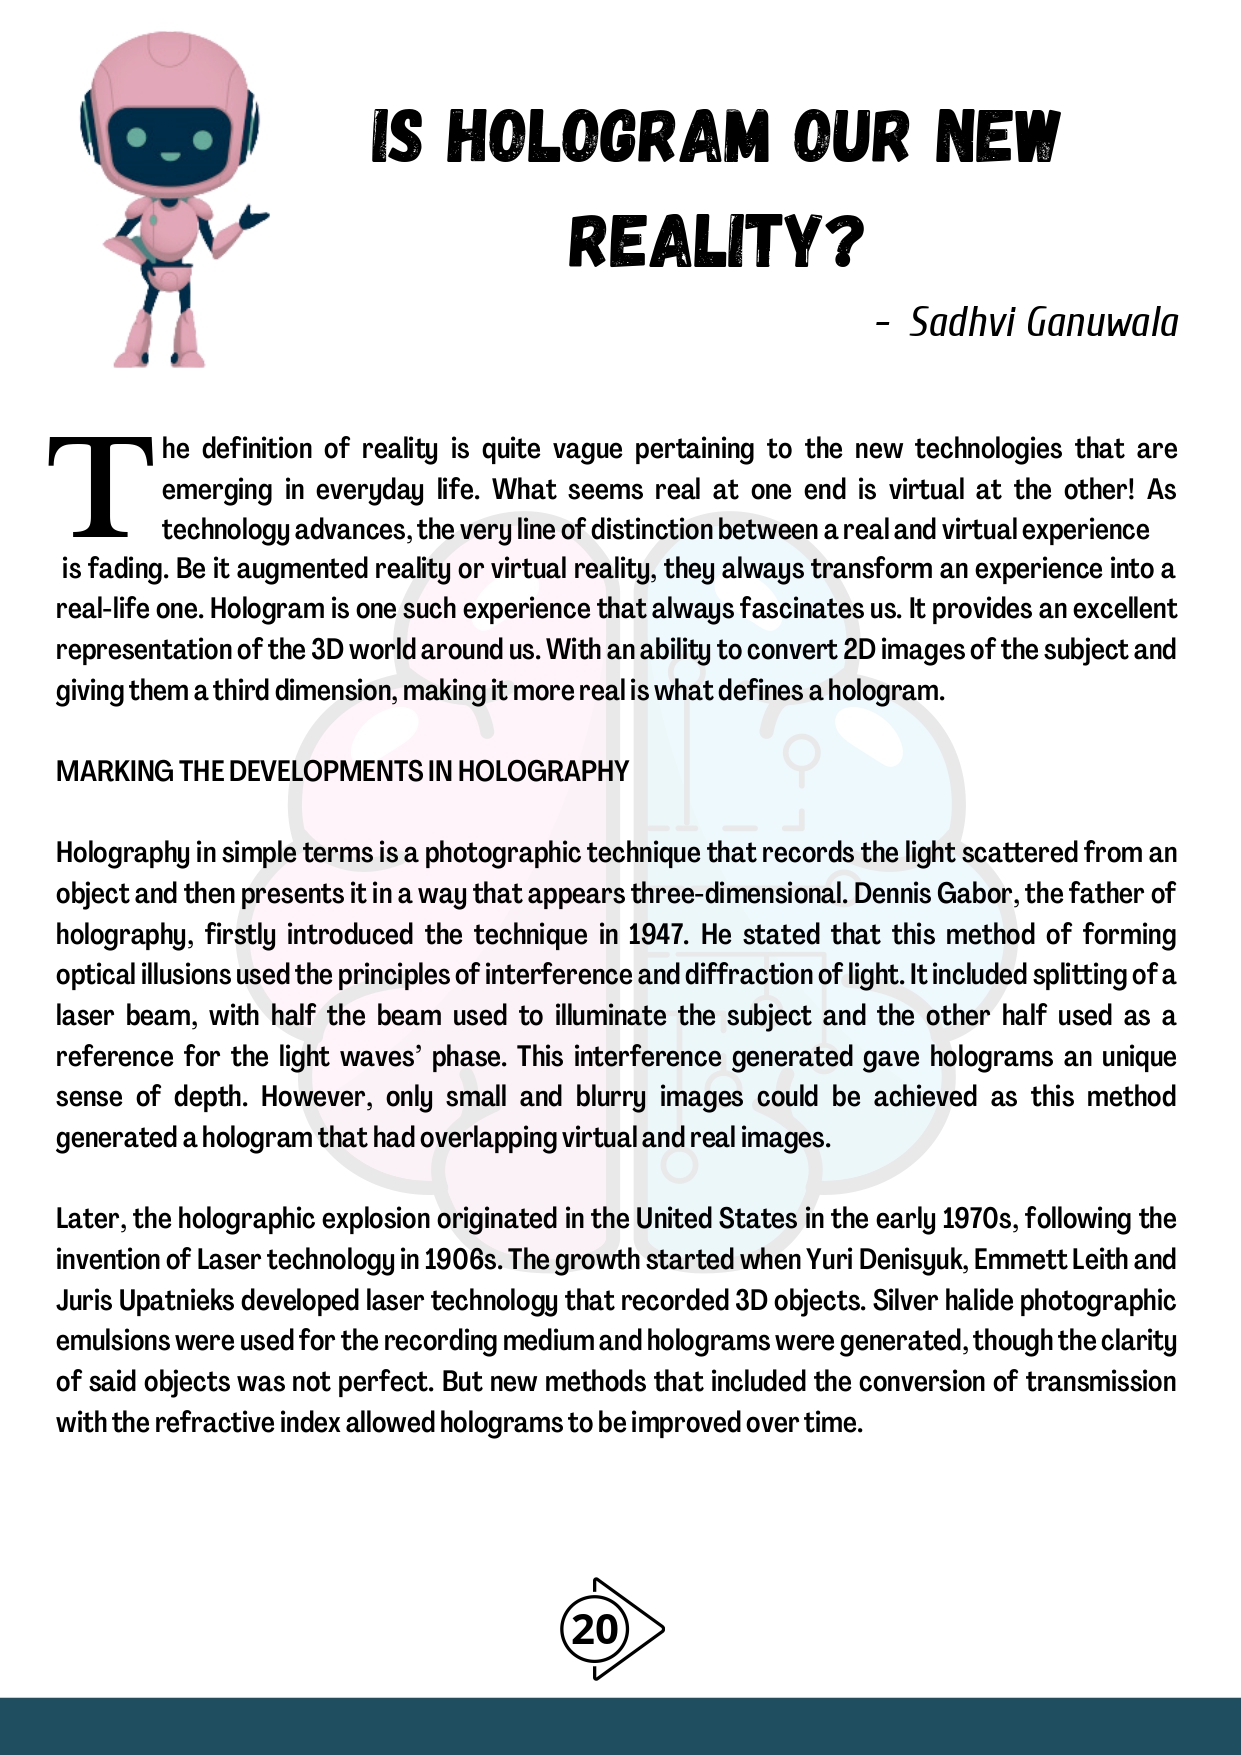 IS HOLOGRAM OUR NEW
REALITY?
- Sadhvi Ganuwala
The definition of reality is quite vague pertaining to the new technologies that are
emerging in everyday life. What seems real at one end is virtual at the other! As
technology advances, the very line of distinction between a real and virtual experience
is fading. Be it augmented reality or virtual reality, they always transform an experience into a
real-life one. Hologram is one such experience that always fascinates us. It provides an excellent
representation of the 3D world around us. With an ability to convert 2D images of the subject and
giving them a third dimension, making it more real is what defines a hologram.
MARKING THE DEVELOPMENTS IN HOLOGRAPHY
Holography in simple terms is a photographic technique that records the light scattered from an
object and then presents it in a way that appears three-dimensional. Dennis Gabor, the father of
holography, firstly introduced the technique in 1947. He stated that this method of forming
optical illusions used the principles of interference and diffraction of light. It included splitting of a
laser beam, with half the beam used to illuminate the subject and the other half used as a
reference for the light waves’ phase. This interference generated gave holograms an unique
sense of depth. However, only small and blurry images could be achieved as this method
generated a hologram that had overlapping virtual and real images.
Later, the holographic explosion originated in the United States in the early 1970s, following the
invention of Laser technology in 1906s. The growth started when Yuri Denisyuk, Emmett Leith and
Juris Upatnieks developed laser technology that recorded 3D objects. Silver halide photographic
emulsions were used for the recording medium and holograms were generated, though the clarity
of said objects was not perfect. But new methods that included the conversion of transmission
with the refractive index allowed holograms to be improved over time.
20